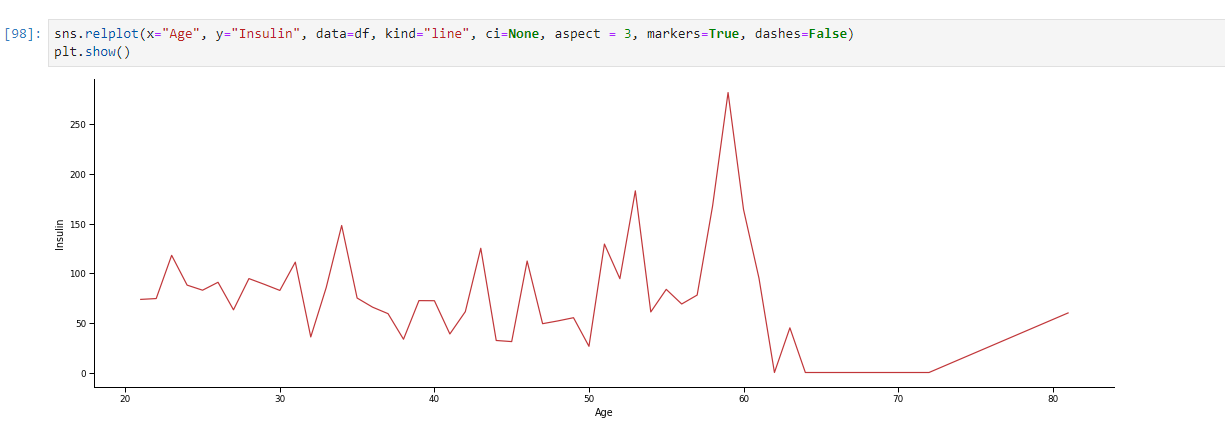 [98]: sns.relplot(x="Age", y="Insulin", data=df, kind="line", ci=None, aspect = 3, markers=True, dashes=False)
plt.show()
250
200
150
100
50
0
Insulin
20 30 40 50 60 70 80
Age